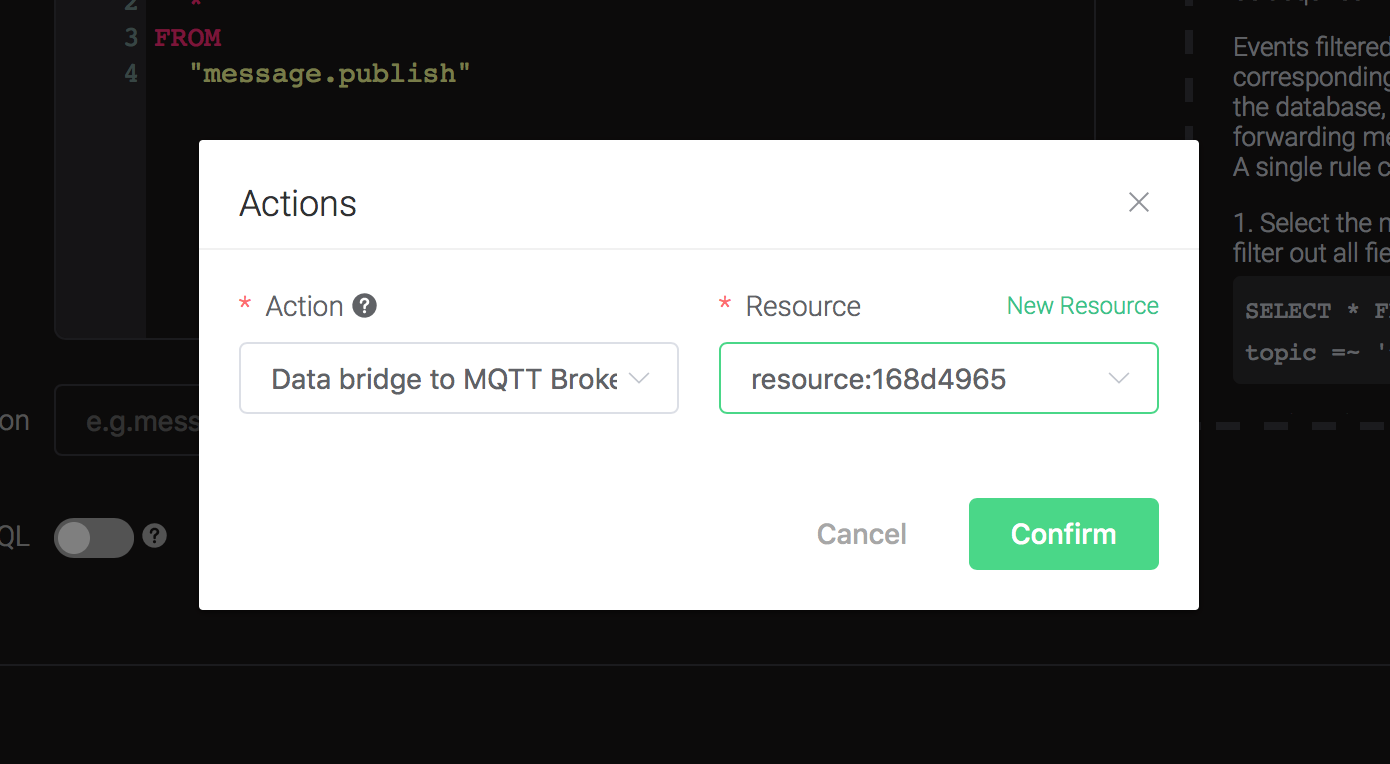 2 *
3 FROM
4 "message.publish"
Events filtered
corresponding
the database,
forwarding me
A single rule c
1. Select the n
filter out all fie
SELECT * F
topic =~ '
Actions
* Action ?
* Resource
New Resource
Data bridge to MQTT Broke
resource:168d4965
Cancel
Confirm
on
e.g.mess
QL
?